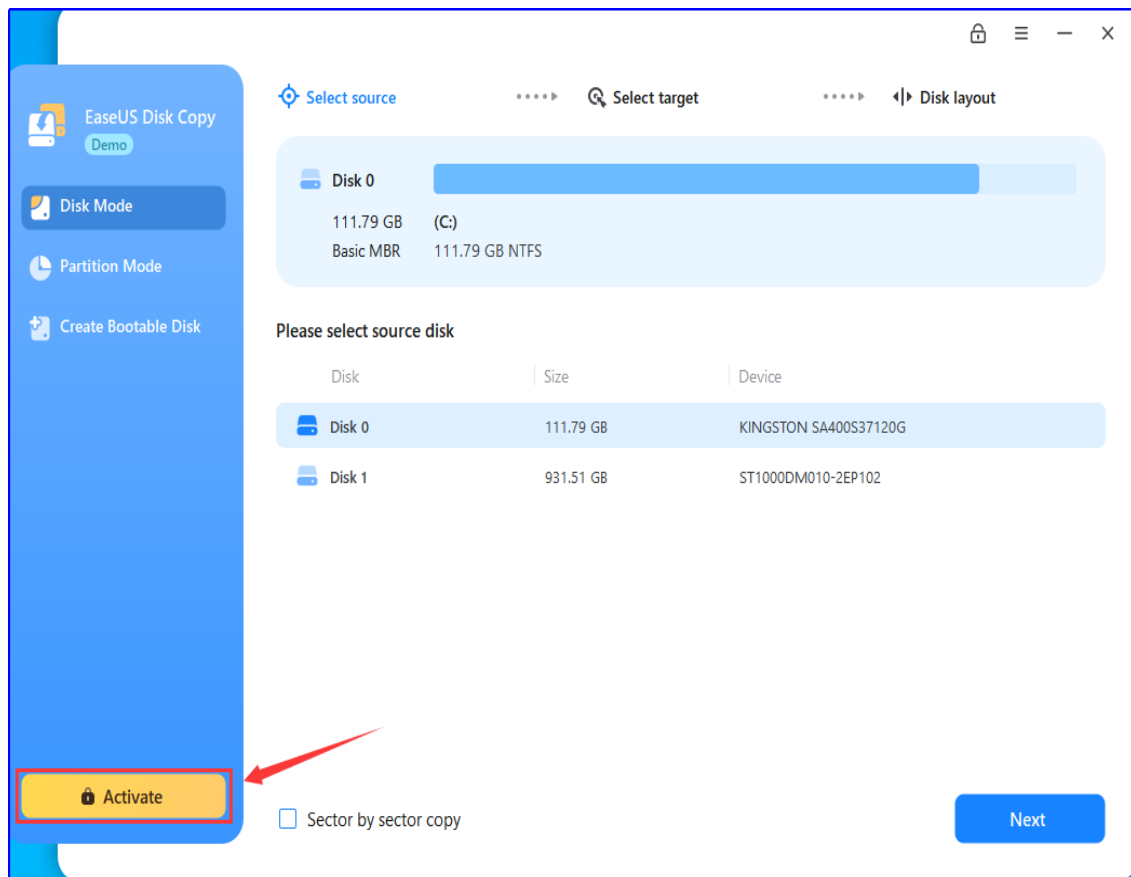 EaseUS Disk Copy
Demo
Disk Mode
Partition Mode
Create Bootable Disk
Activate
Select source
Select target
Disk layout
Disk 0
111.79 GB (C:)
Basic MBR 111.79 GB NTFS
Please select source disk
Disk Size Device
Disk 0 111.79 GB KINGSTON SA400S37120G
Disk 1 931.51 GB ST1000DM010-2EP102
Sector by sector copy
Next